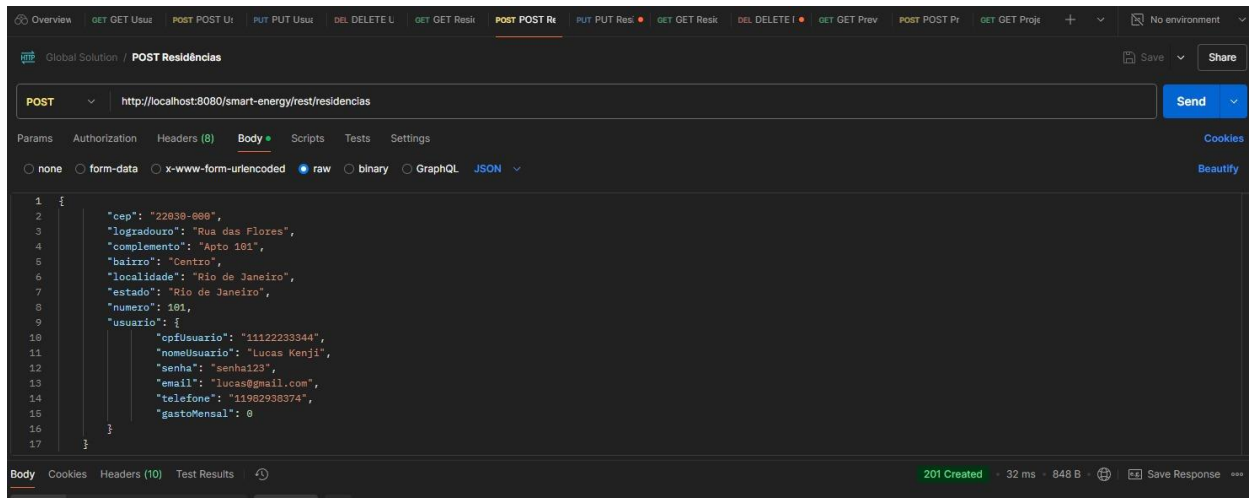 Overview GET GET Usua POST POST Us PUT PUT Usua DEL DELETE U GET GET Resid POST POST Re PUT PUT Resi GET GET Resid DEL DELETE I GET GET Prev POST POST Pr GET GET Proje No environment
HTTP Global Solution / POST Residências Save Share
POST http://localhost:8080/smart-energy/rest/residencias Send
Params Authorization Headers (8) Body Scripts Tests Settings Cookies
none form-data x-www-form-urlencoded raw binary GraphQL JSON Beautify
1 {
2 "cep": "22030-000",
3 "logradouro": "Rua das Flores",
4 "complemento": "Apto 101",
5 "bairro": "Centro",
6 "localidade": "Rio de Janeiro",
7 "estado": "Rio de Janeiro",
8 "numero": 101,
9 "usuario": {
10 "cpfUsuario": "11122233344",
11 "nomeUsuario": "Lucas Kenji",
12 "senha": "senha123",
13 "email": "lucas@gmail.com",
14 "telefone": "11982938374",
15 "gastoMensal": 0
16 }
17 }
Body Cookies Headers (10) Test Results 201 Created 32 ms 848 B Save Response